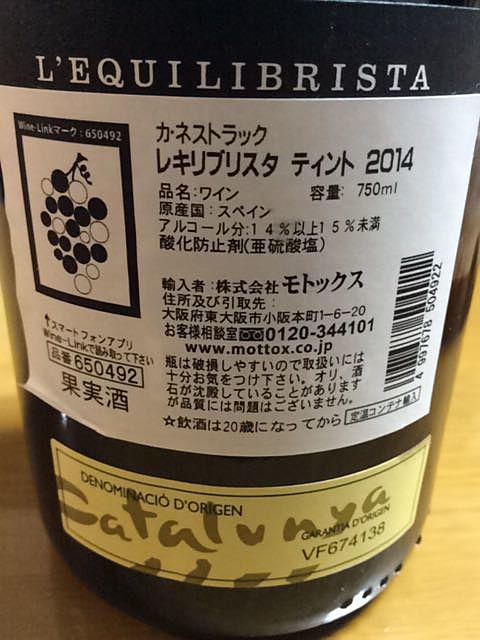 L'EQUILIBRISTA
Wine-Linkマーク:650492
カ・ネストラック
レキリブリスタ ティント 2014
品名:ワイン 容量: 750ml
原産国:スペイン
アルコール分:14%以上15%未満
酸化防止剤(亜硫酸塩)
輸入者:株式会社 モトックス
住所及び引取先:
大阪府東大阪市小阪本町1-6-20
お客様相談室 0120-344101
www.mottox.co.jp
瓶は破損しやすいので取扱いには
十分お気をつけ下さい。オリ、酒
石が沈殿していることがあります
が品質には問題はございません。
☆飲酒は20歳になってから 定温コンテナ輸入
↑スマートフォンアプリ
Wine-Linkで読み取って下さい
品番650492
果実酒
4 997678 504922
DENOMINACIÓ D'ORIGEN
Catalunya
GARANTIA D'ORIGEN
VF674138